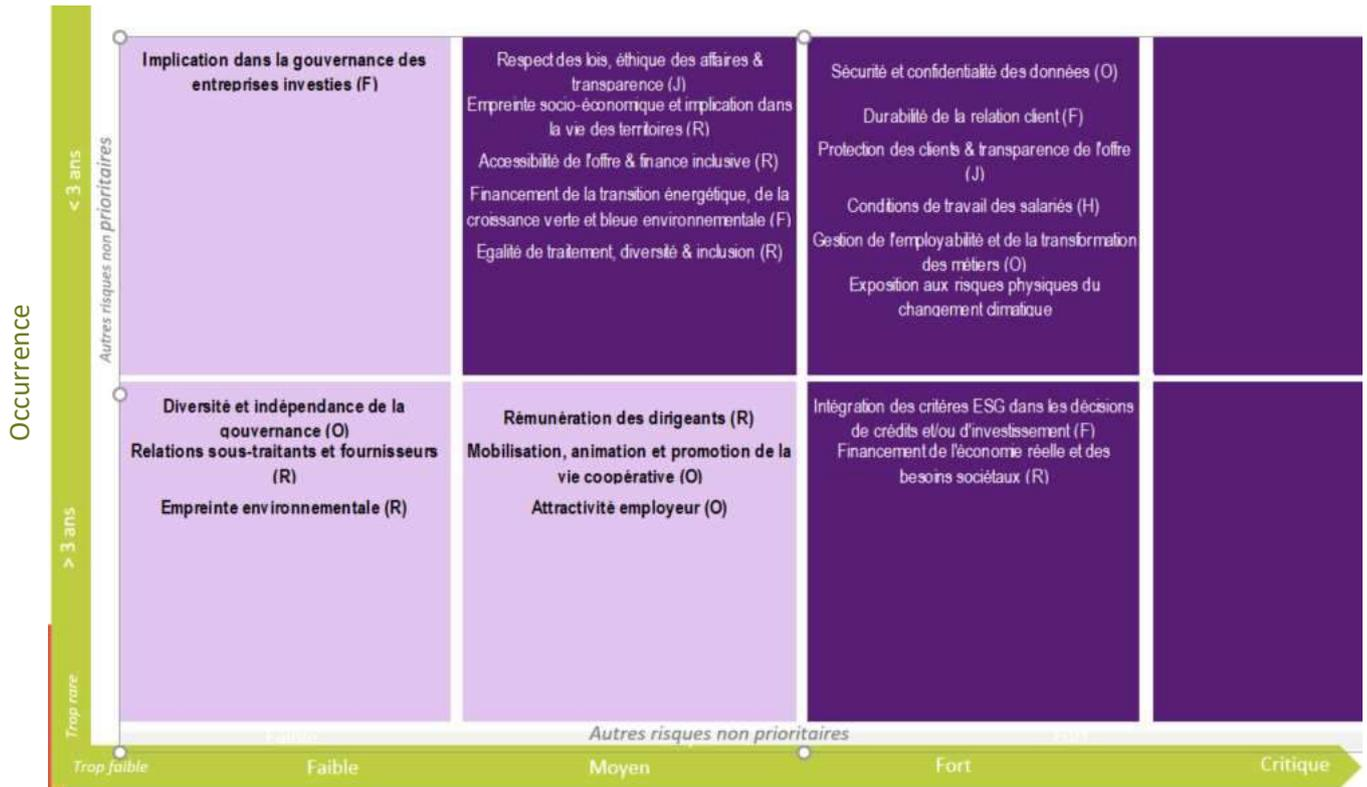 Occurrence
< 3 ans
Autres risques non prioritaires
Implication dans la gouvernance des
entreprises investies (F)
Respect des lois, éthique des affaires &
transparence (J)
Empreinte socio-économique et implication dans
la vie des territoires (R)
Accessibilité de l'offre & finance inclusive (R)
Financement de la transition énergétique, de la
croissance verte et bleue environnementale (F)
Egalité de traitement, diversité & inclusion (R)
Sécurité et confidentialité des données (O)
Durabilité de la relation client (F)
Protection des clients & transparence de l'offre
(J)
Conditions de travail des salariés (H)
Gestion de l'employabilité et de la transformation
des métiers (O)
Exposition aux risques physiques du
changement climatique
> 3 ans
Diversité et indépendance de la
gouvernance (O)
Relations sous-traitants et fournisseurs
(R)
Empreinte environnementale (R)
Rémunération des dirigeants (R)
Mobilisation, animation et promotion de la
vie coopérative (O)
Attractivité employeur (O)
Intégration des critères ESG dans les décisions
de crédits et/ou d'investissement (F)
Financement de l'économie réelle et des
besoins sociétaux (R)
Trop rare
Autres risques non prioritaires
Trop faible
Faible
Moyen
Fort
Critique